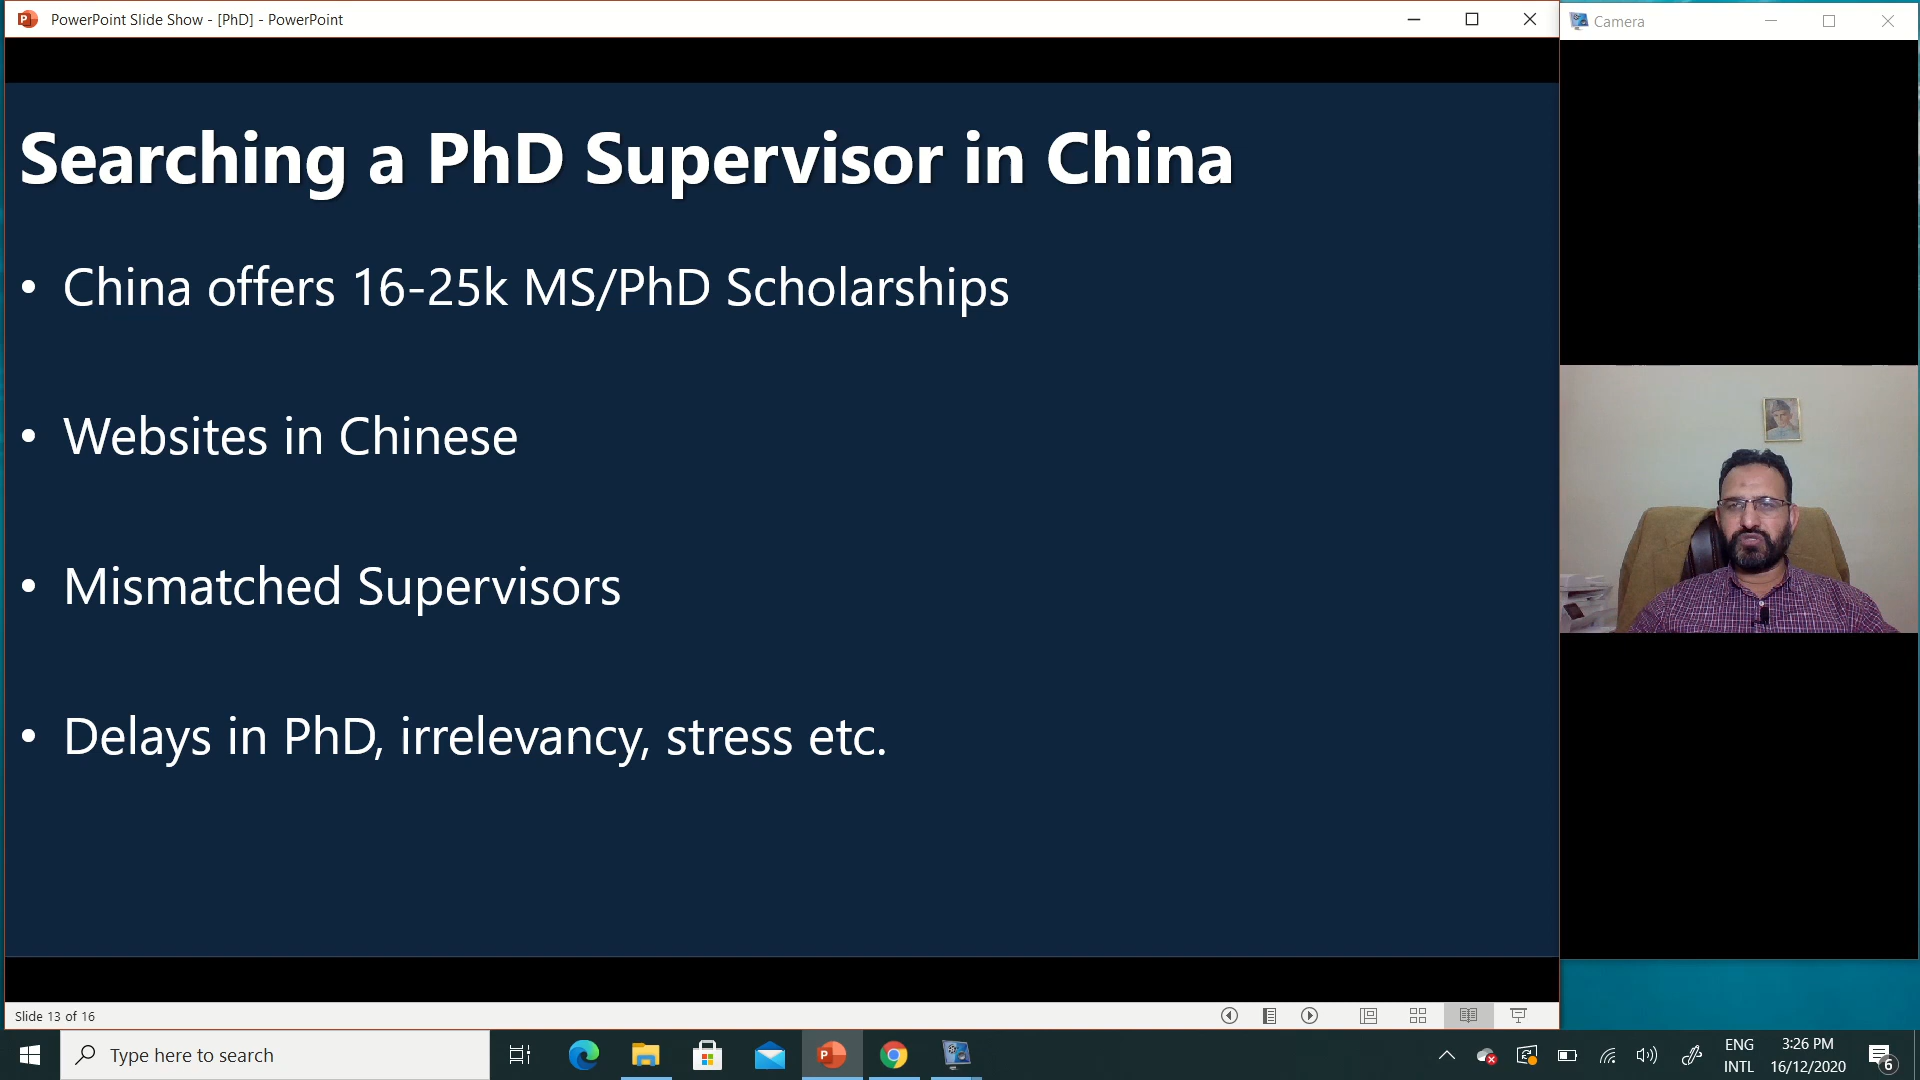 PowerPoint Slide Show - [PhD] - PowerPoint
Camera
Searching a PhD Supervisor in China
• China offers 16-25k MS/PhD Scholarships
• Websites in Chinese
• Mismatched Supervisors
• Delays in PhD, irrelevancy, stress etc.
Slide 13 of 16
Type here to search
ENG
INTL
3:26 PM
16/12/2020
6